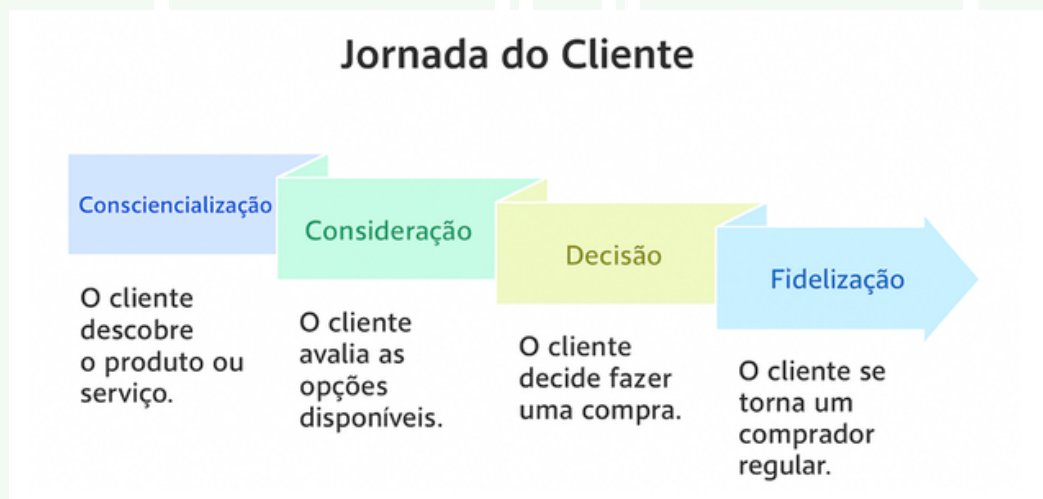 Jornada do Cliente
Consciencialização
O cliente
descobre
o produto ou
serviço.
Consideração
O cliente
avalia as
opções
disponíveis.
Decisão
O cliente
decide fazer
uma compra.
Fidelização
O cliente se
torna um
comprador
regular.